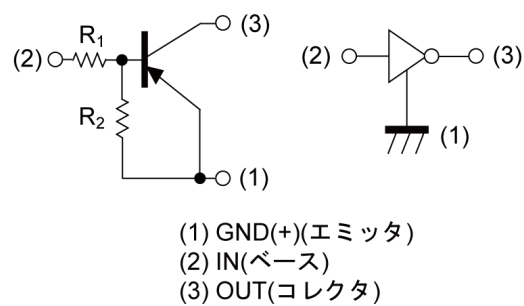 R1
(2)
(3)
R2
(1)
(2)
(3)
(1)
(1) GND(+)(エミッタ)
(2) IN(ベース)
(3) OUT(コレクタ)